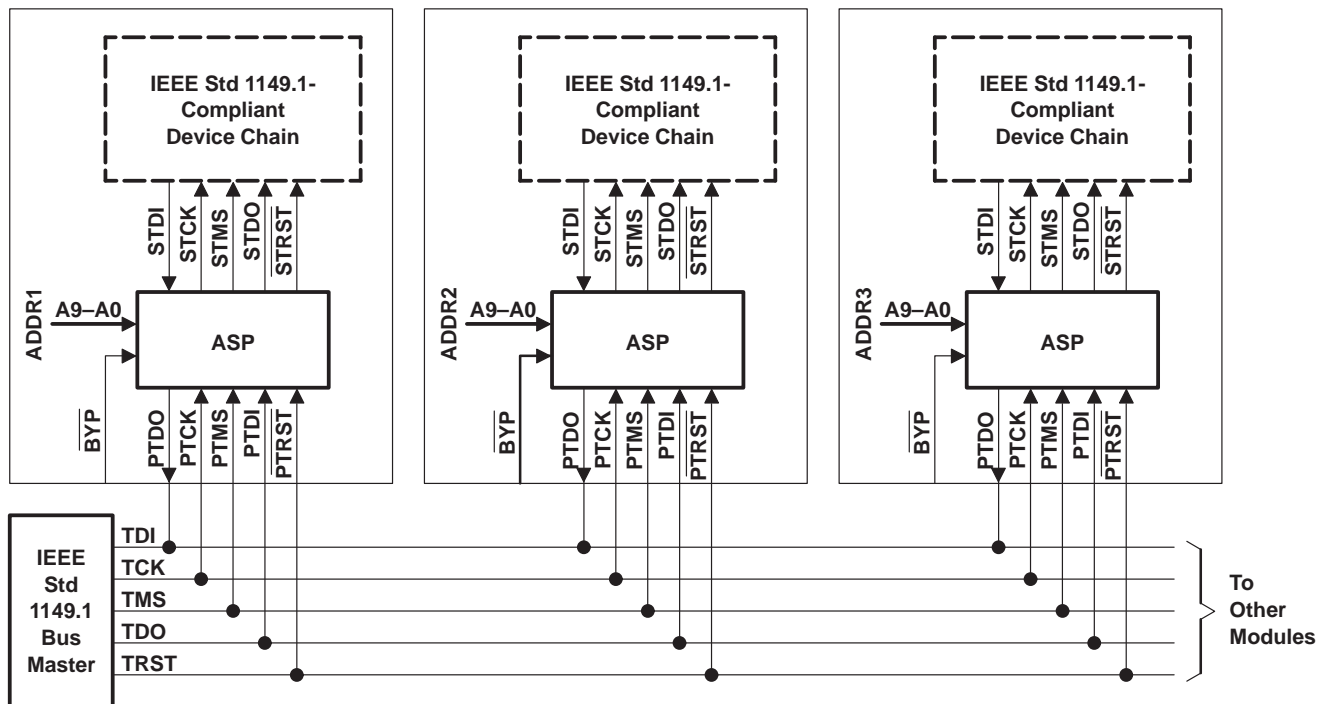 IEEE Std 1149.1-
Compliant
Device Chain
IEEE Std 1149.1-
Compliant
Device Chain
IEEE Std 1149.1-
Compliant
Device Chain
STDI
STCK
STMS
STDO
STRST
STDI
STCK
STMS
STDO
STRST
STDI
STCK
STMS
STDO
STRST
ADDR1
A9–A0
ASP
ADDR2
A9–A0
ASP
ADDR3
A9–A0
ASP
BYP
PTDO
PTCK
PTMS
PTDI
PTRST
BYP
PTDO
PTCK
PTMS
PTDI
PTRST
BYP
PTDO
PTCK
PTMS
PTDI
PTRST
IEEE
Std
1149.1
Bus
Master
TDI
TCK
TMS
TDO
TRST
To
Other
Modules